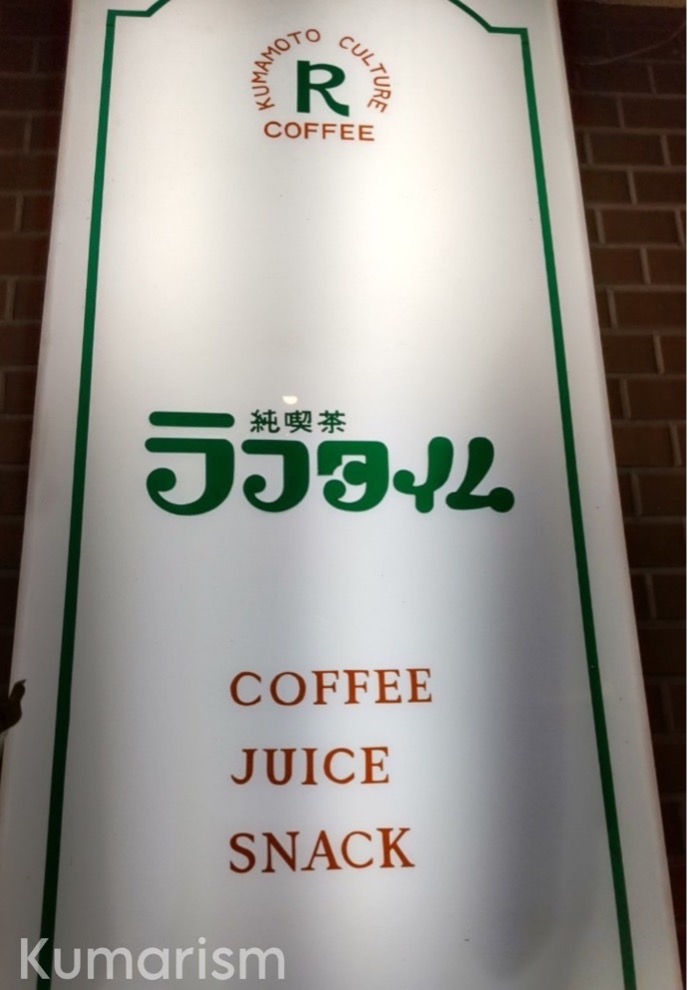 KUMAMOTO CULTURE
R
COFFEE
純喫茶
ラフタイム
COFFEE
JUICE
SNACK
Kumarism